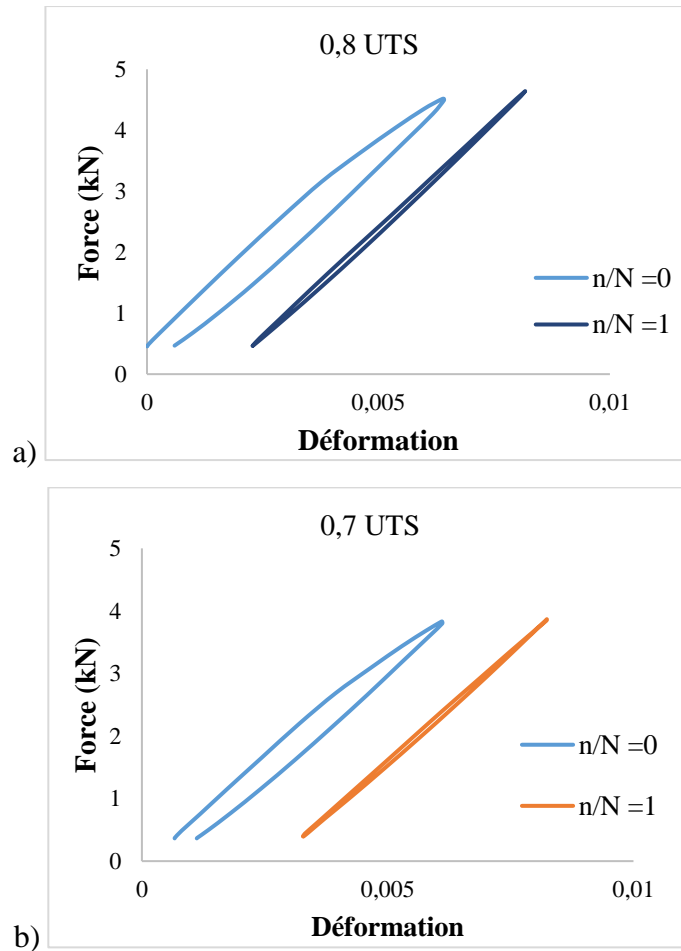 0,8 UTS
5
4
3
2
1
0
Force (kN)
n/N =0
n/N =1
0
0,005
0,01
Déformation
a)
0,7 UTS
5
4
3
2
1
0
Force (kN)
n/N =0
n/N =1
0
0,005
0,01
Déformation
b)